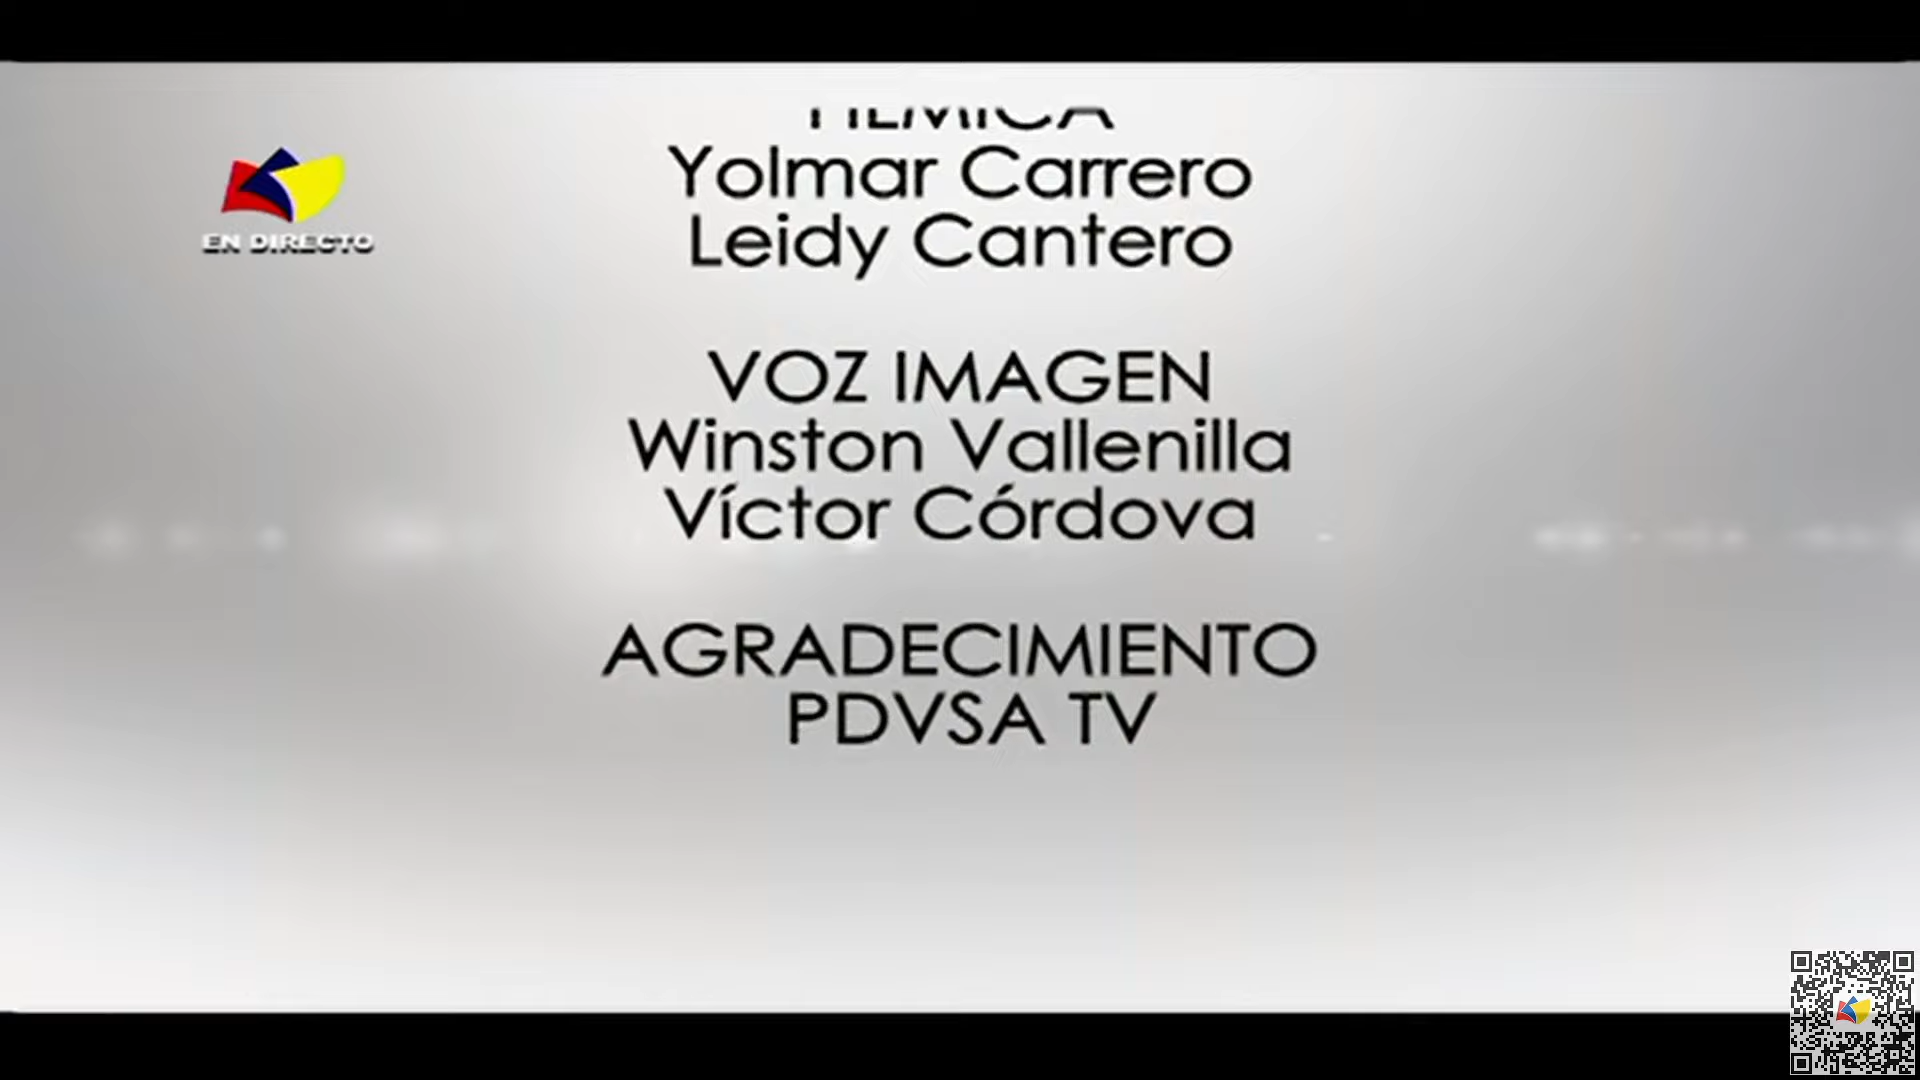 Yolmar Carrero
Leidy Cantero
EN DIRECTO
VOZ IMAGEN
Winston Vallenilla
Víctor Córdova
AGRADECIMIENTO
PDVSA TV